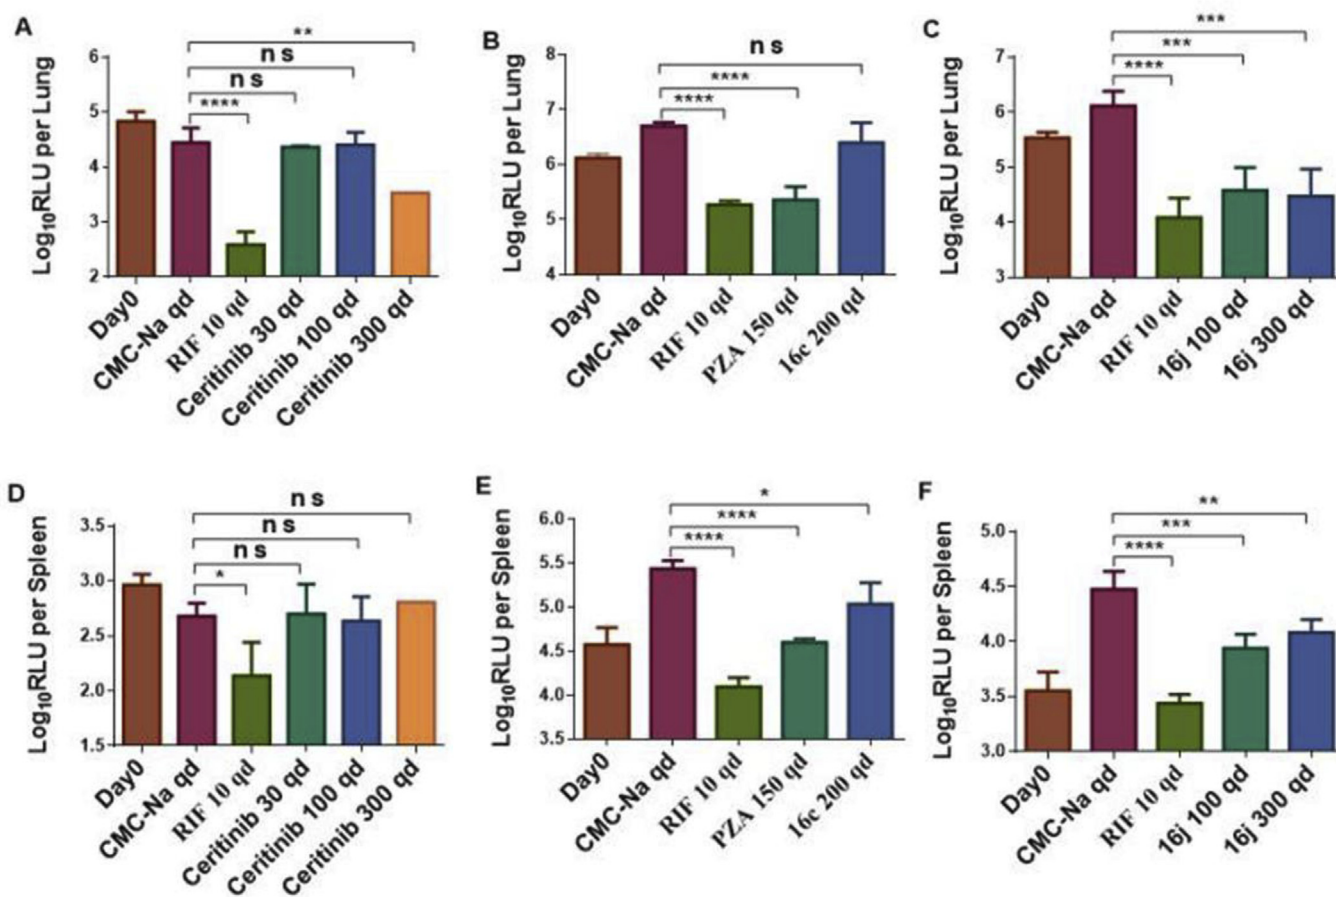 A
**
n s
n s
****
Log10RLU per Lung
6
5
4
3
2
Day0
CMC-Na qd
RIF 10 qd
Ceritinib 30 qd
Ceritinib 100 qd
Ceritinib 300 qd
B
n s
****
****
Log10RLU per Lung
8
7
6
5
4
Day0
CMC-Na qd
RIF 10 qd
PZA 150 qd
16c 200 qd
C
***
***
****
Log10RLU per Lung
7
6
5
4
3
Day0
CMC-Na qd
RIF 10 qd
16j 100 qd
16j 300 qd
D
n s
n s
n s
*
Log10RLU per Spleen
3.5
3.0
2.5
2.0
1.5
Day0
CMC-Na qd
RIF 10 qd
Ceritinib 30 qd
Ceritinib 100 qd
Ceritinib 300 qd
E
*
****
****
Log10RLU per Spleen
6.0
5.5
5.0
4.5
4.0
3.5
Day0
CMC-Na qd
RIF 10 qd
PZA 150 qd
16c 200 qd
F
**
***
****
Log10RLU per Spleen
5.0
4.5
4.0
3.5
3.0
Day0
CMC-Na qd
RIF 10 qd
16j 100 qd
16j 300 qd